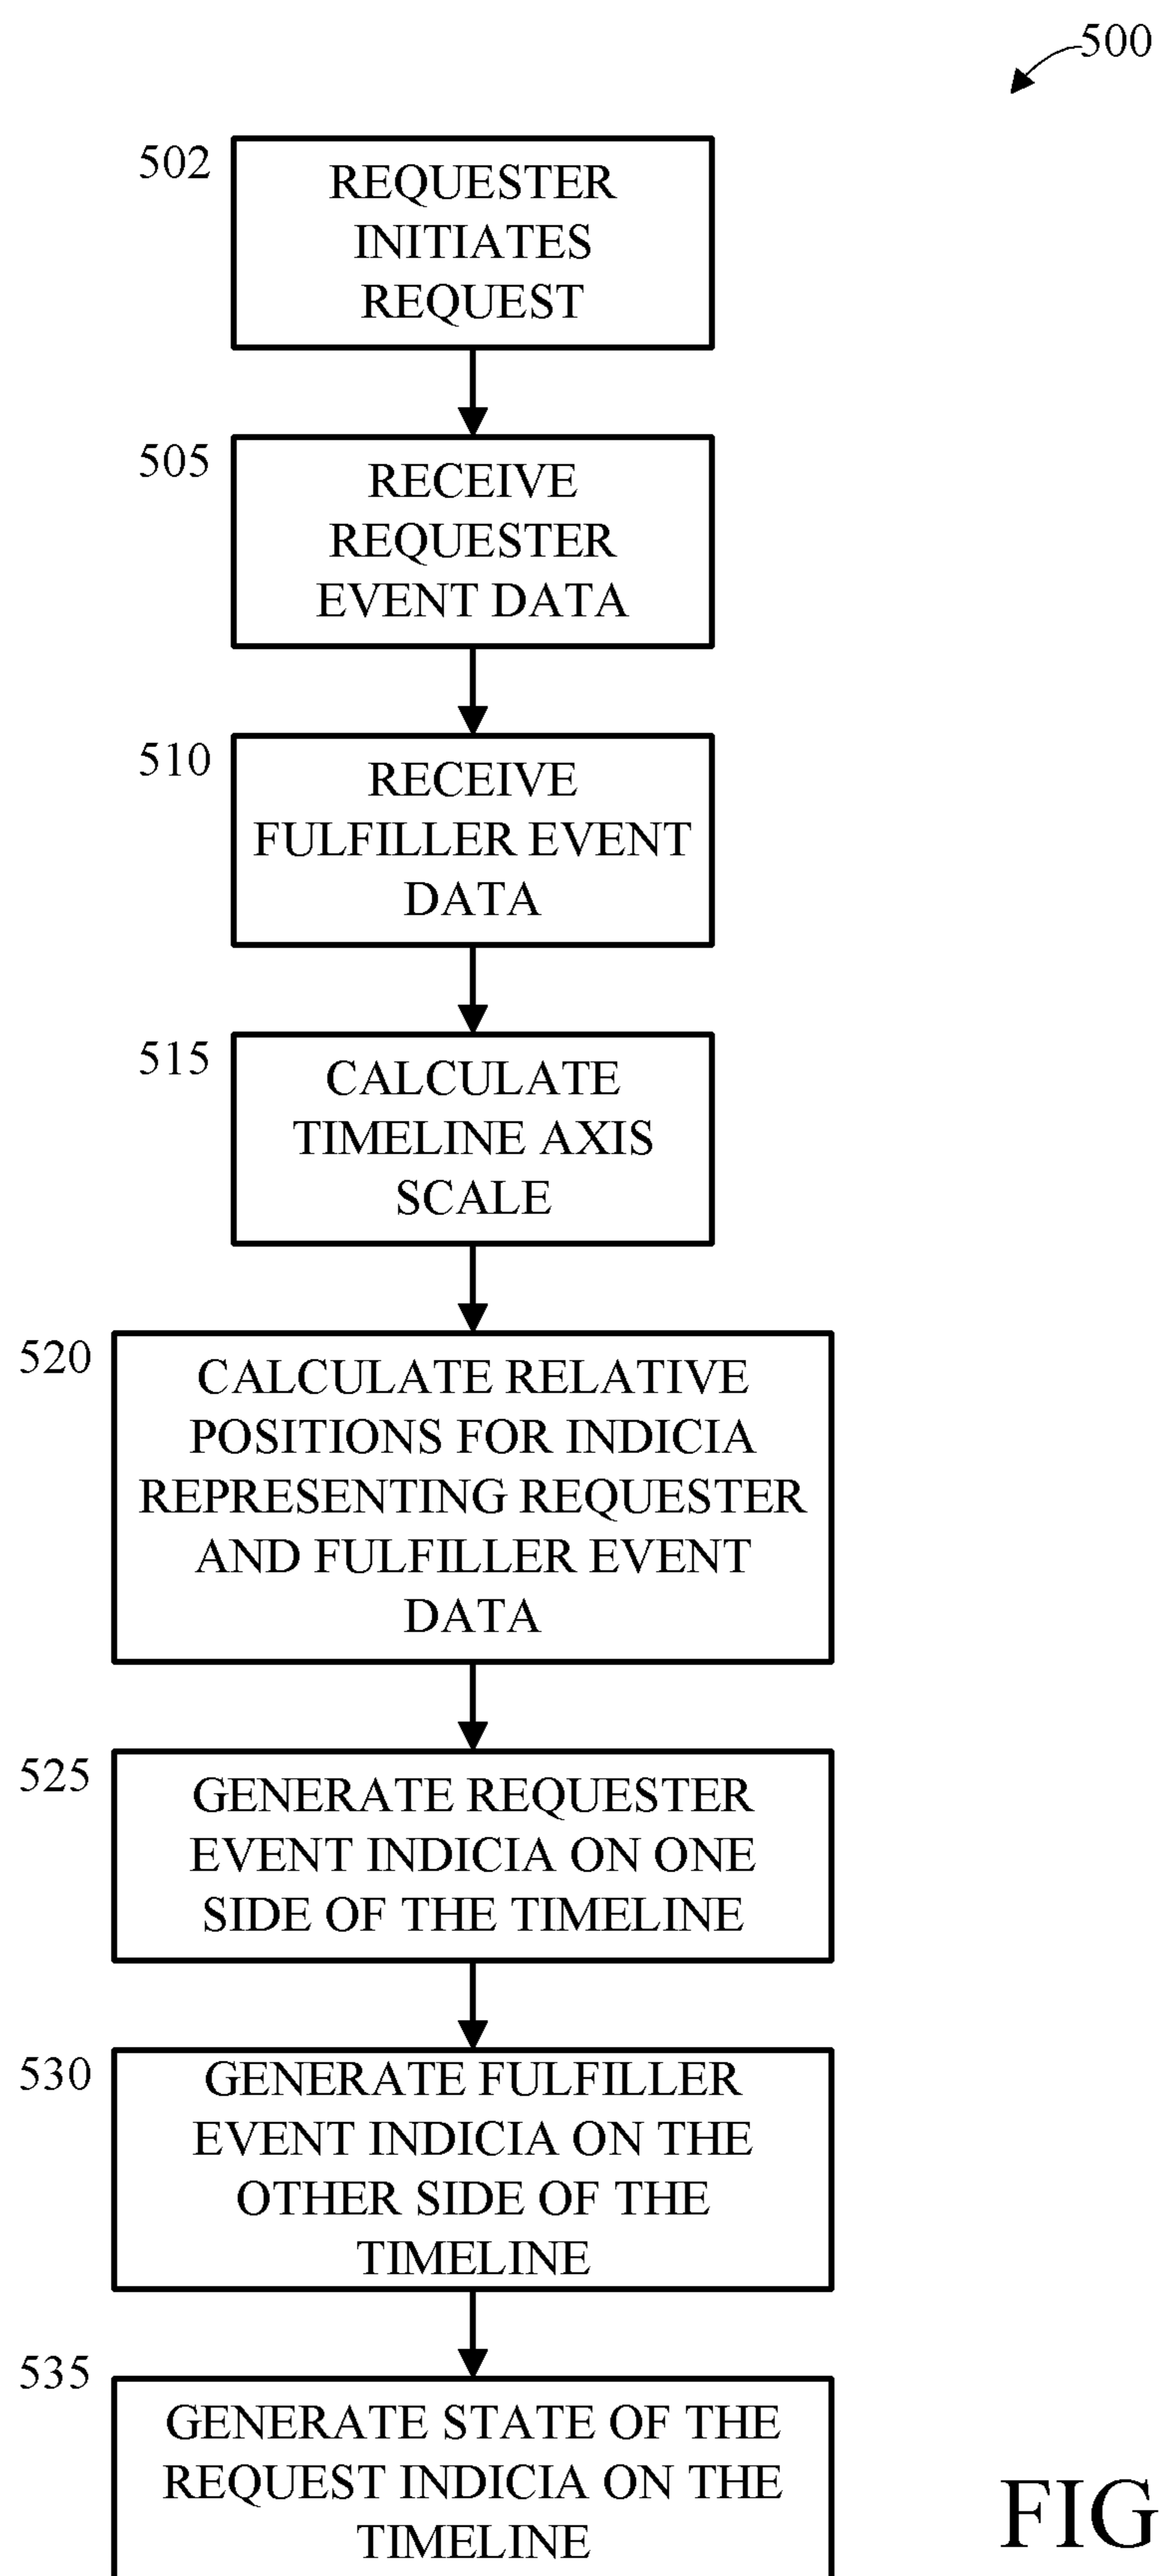 500
502
REQUESTER
INITIATES
REQUEST
505
RECEIVE
REQUESTER
EVENT DATA
510
RECEIVE
FULFILLER EVENT
DATA
515
CALCULATE
TIMELINE AXIS
SCALE
520
CALCULATE RELATIVE
POSITIONS FOR INDICIA
REPRESENTING REQUESTER
AND FULFILLER EVENT
DATA
525
GENERATE REQUESTER
EVENT INDICIA ON ONE
SIDE OF THE TIMELINE
530
GENERATE FULFILLER
EVENT INDICIA ON THE
OTHER SIDE OF THE
TIMELINE
535
GENERATE STATE OF THE
REQUEST INDICIA ON THE
TIMELINE
FIG